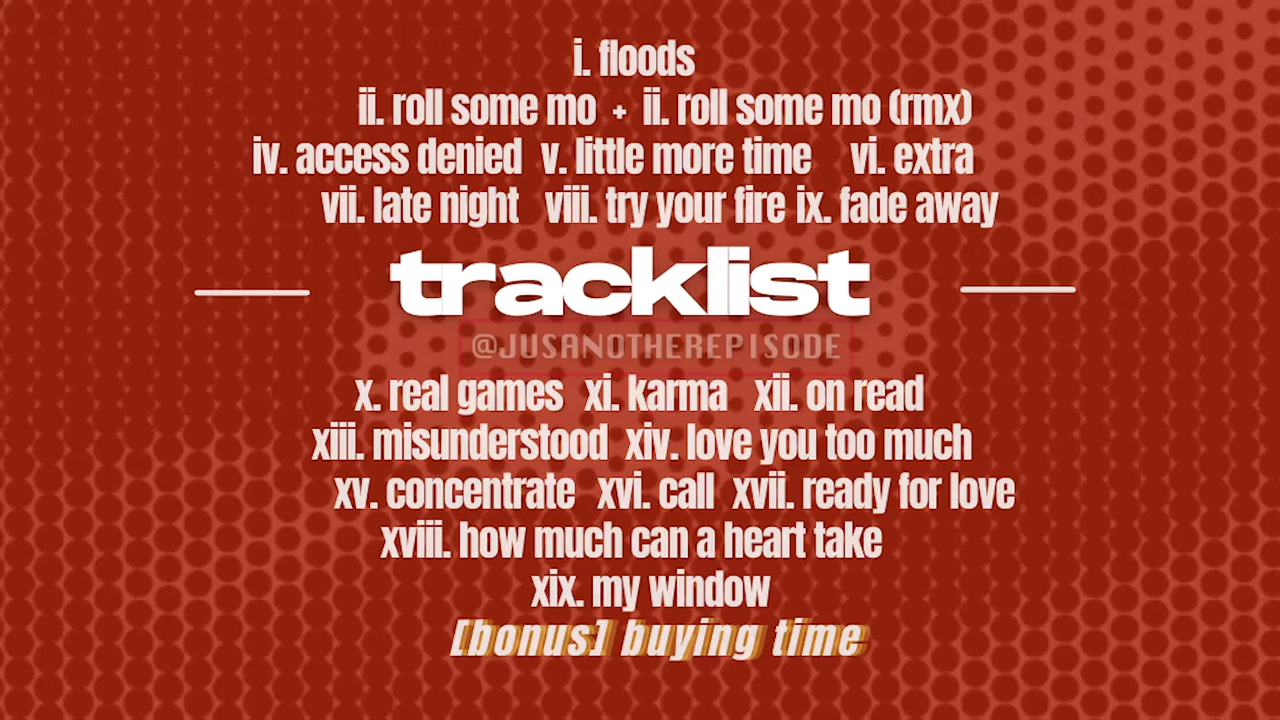 i. floods
ii. roll some mo + ii. roll some mo (rmx)
iv. access denied v. little more time vi. extra
vii. late night viii. try your fire ix. fade away
tracklist
@JUSANOTHEREPISODE
x. real games xi. karma xii. on read
xiii. misunderstood xiv. love you too much
xv. concentrate xvi. call xvii. ready for love
xviii. how much can a heart take
xix. my window
[bonus] buying time